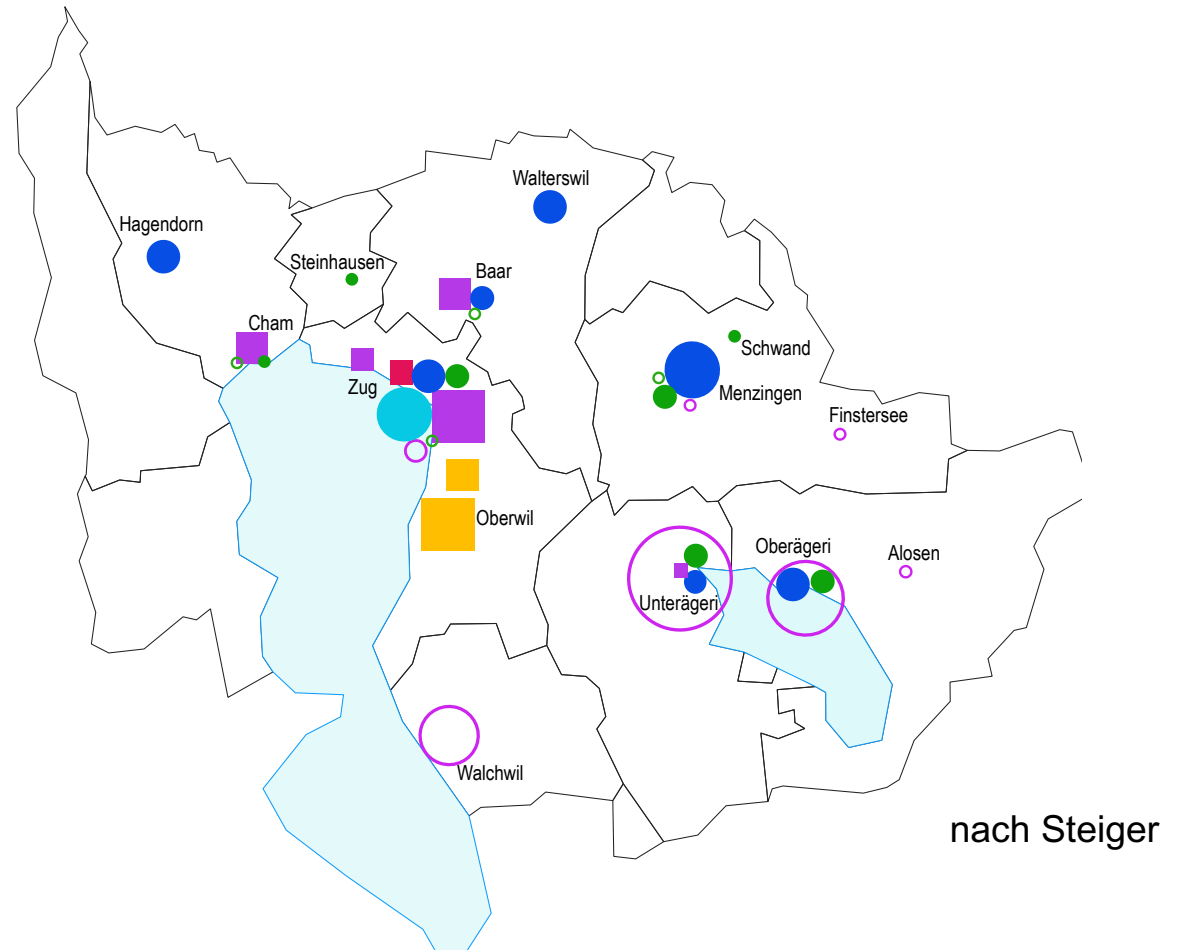 Walterswil
Hagendorn
Steinhausen
Baar
Cham
Schwand
Zug
Menzingen
Finstersee
Oberwil
Oberägeri
Alosen
Unterägeri
Walchwil
nach Steiger